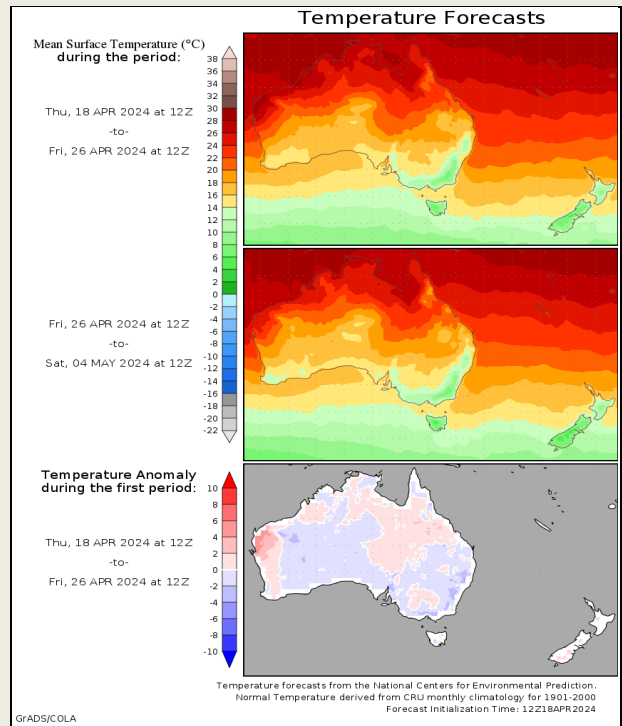 Temperature Forecasts
Mean Surface Temperature (°C)
during the period:
38
36
34
32
30
28
26
24
22
20
18
16
14
12
10
8
6
4
2
0
-2
-4
-6
-8
-10
-12
-14
-16
-18
-20
-22
Thu, 18 APR 2024 at 12Z
-to-
Fri, 26 APR 2024 at 12Z
Fri, 26 APR 2024 at 12Z
-to-
Sat, 04 MAY 2024 at 12Z
Temperature Anomaly
during the first period:
10
8
6
4
2
0
-2
-4
-6
-8
-10
Thu, 18 APR 2024 at 12Z
-to-
Fri, 26 APR 2024 at 12Z
Temperature forecasts from the National Centers for Environmental Prediction.
Normal Temperature derived from CRU monthly climatology for 1901-2000
Forecast Initialization Time: 12Z18APR2024
GrADS/COLA